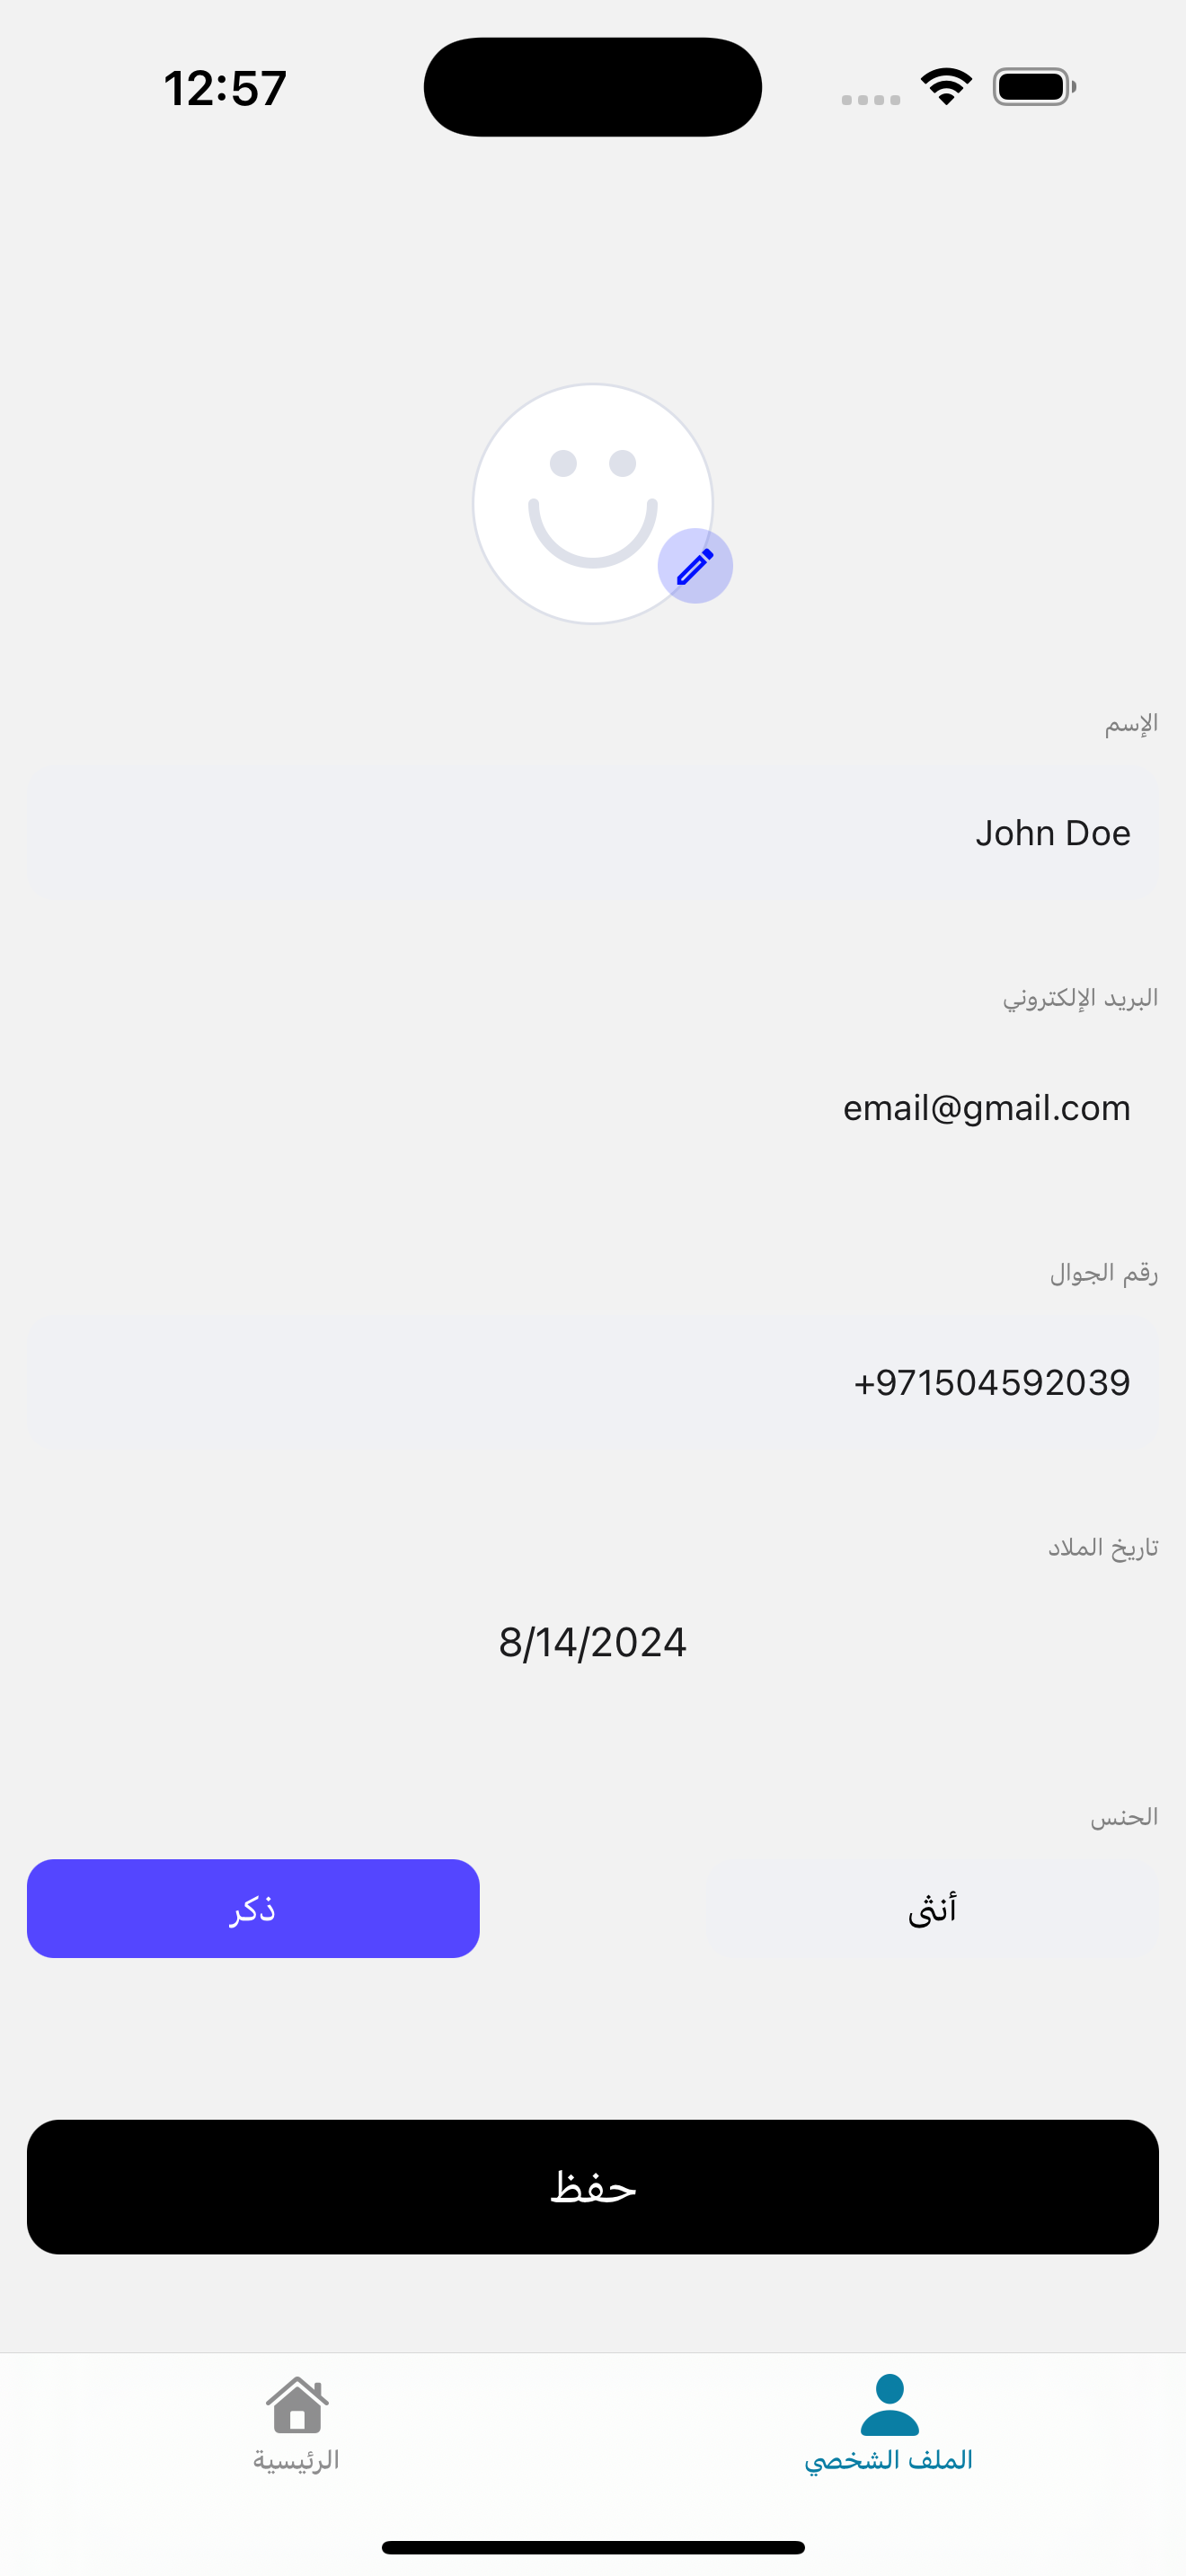 12:57
الإسم
John Doe
البريد الإلكتروني
email@gmail.com
رقم الجوال
+971504592039
تاريخ الملاد
8/14/2024
الحنس
أنثى
ذكر
حفظ
الملف الشخصي
الرئيسية